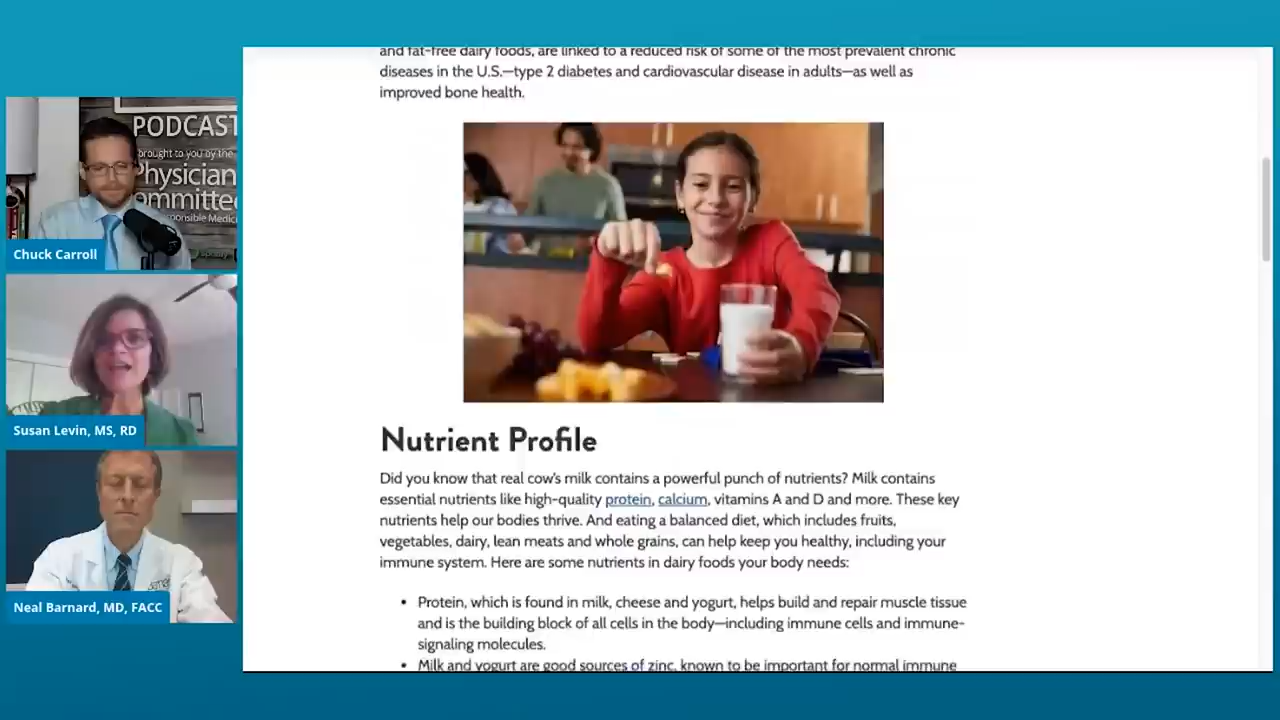 PODCAST
brought to you by the
Physician
ommittee
ponsible Medic
Chuck Carroll
Susan Levin, MS, RD
Neal Barnard, MD, FACC
and fat-free dairy foods, are linked to a reduced risk of some of the most prevalent chronic
diseases in the U.S.—type 2 diabetes and cardiovascular disease in adults—as well as
improved bone health.
Nutrient Profile
Did you know that real cow's milk contains a powerful punch of nutrients? Milk contains
essential nutrients like high-quality protein, calcium, vitamins A and D and more. These key
nutrients help our bodies thrive. And eating a balanced diet, which includes fruits,
vegetables, dairy, lean meats and whole grains, can help keep you healthy, including your
immune system. Here are some nutrients in dairy foods your body needs:
• Protein, which is found in milk, cheese and yogurt, helps build and repair muscle tissue
and is the building block of all cells in the body—including immune cells and immune-
signaling molecules.
• Milk and yogurt are good sources of zinc, known to be important for normal immune